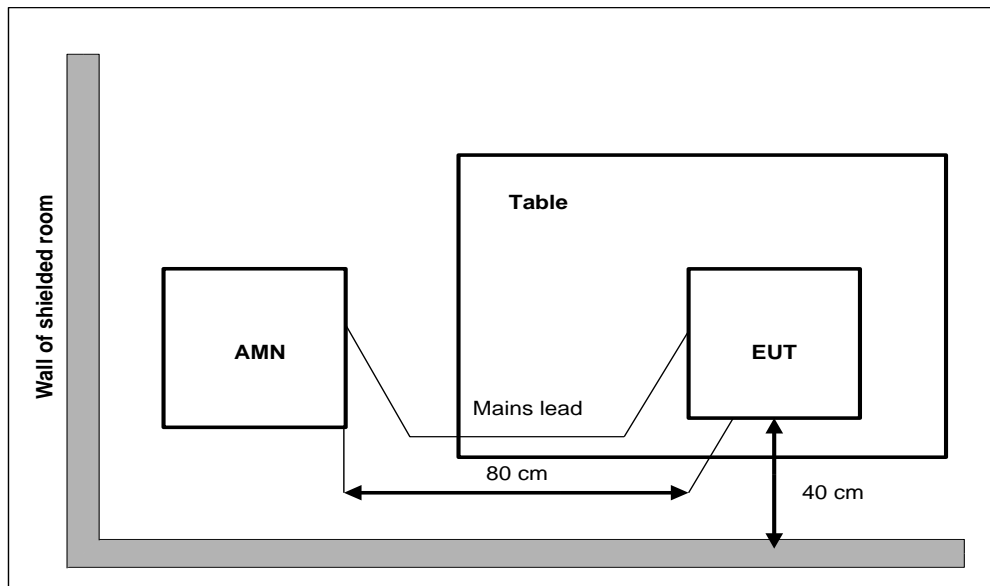 Wall of shielded room
Table
AMN
EUT
Mains lead
80 cm
40 cm